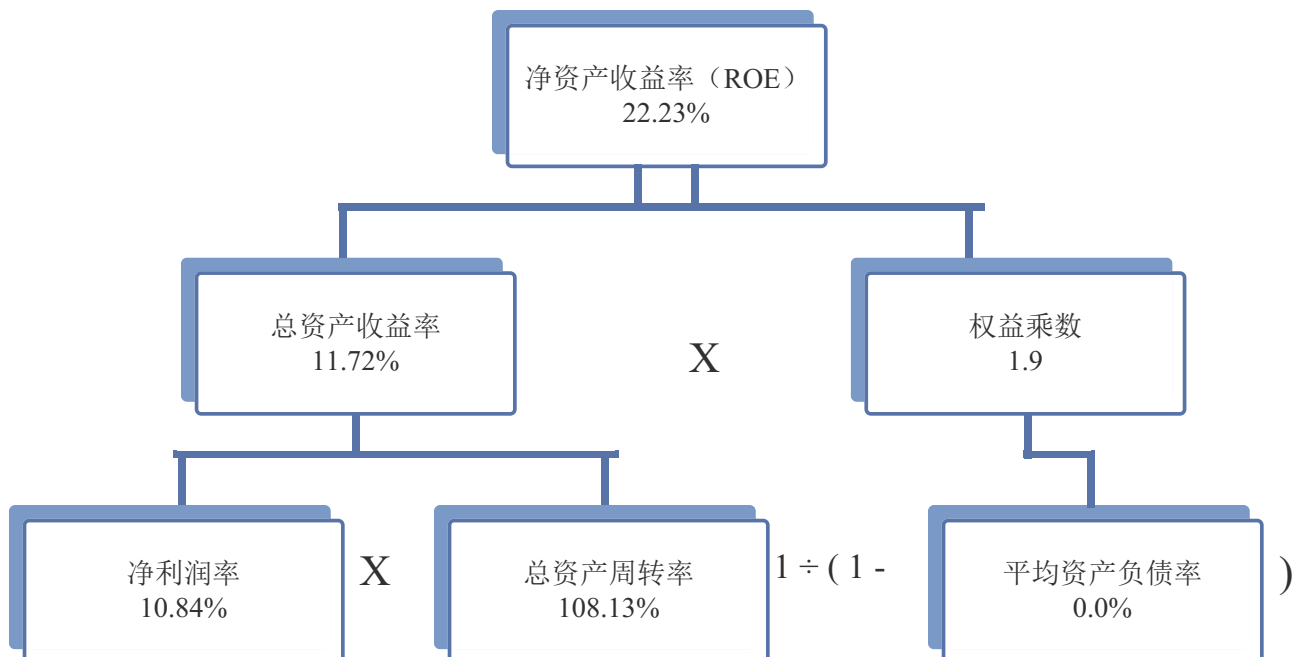 净资产收益率（ROE）
22.23%
总资产收益率
11.72%
X
权益乘数
1.9
净利润率
10.84%
X
总资产周转率
108.13%
1 ÷ ( 1 -
平均资产负债率
0.0%
)